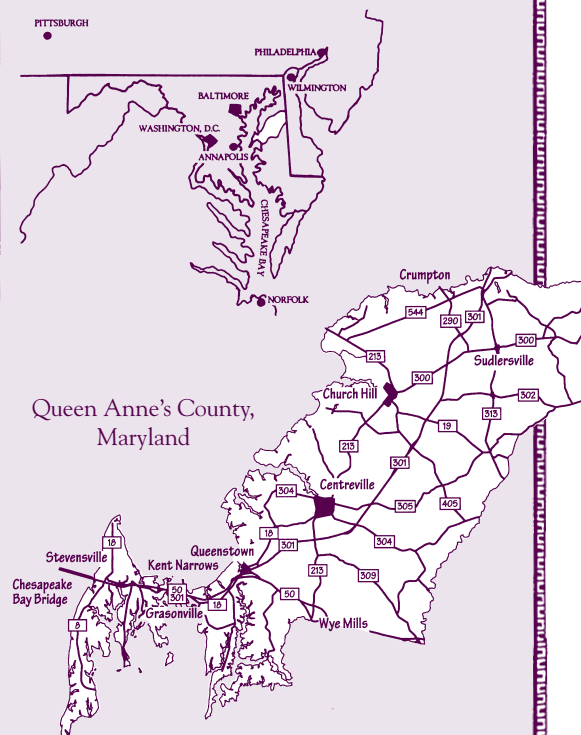 PITTSBURGH
PHILADELPHIA
WILMINGTON
BALTIMORE
WASHINGTON, D.C.
ANNAPOLIS
CHESAPEAKE BAY
NORFOLK
Queen Anne's County,
Maryland
Crumpton
544
290
301
300
213
Sudlersville
300
Church Hill
302
313
19
213
301
Centreville
304
305
405
18
301
304
18
Queenstown
Stevensville
Kent Narrows
213
309
Chesapeake
Bay Bridge
50
301
50
18
Grasonville
8
Wye Mills